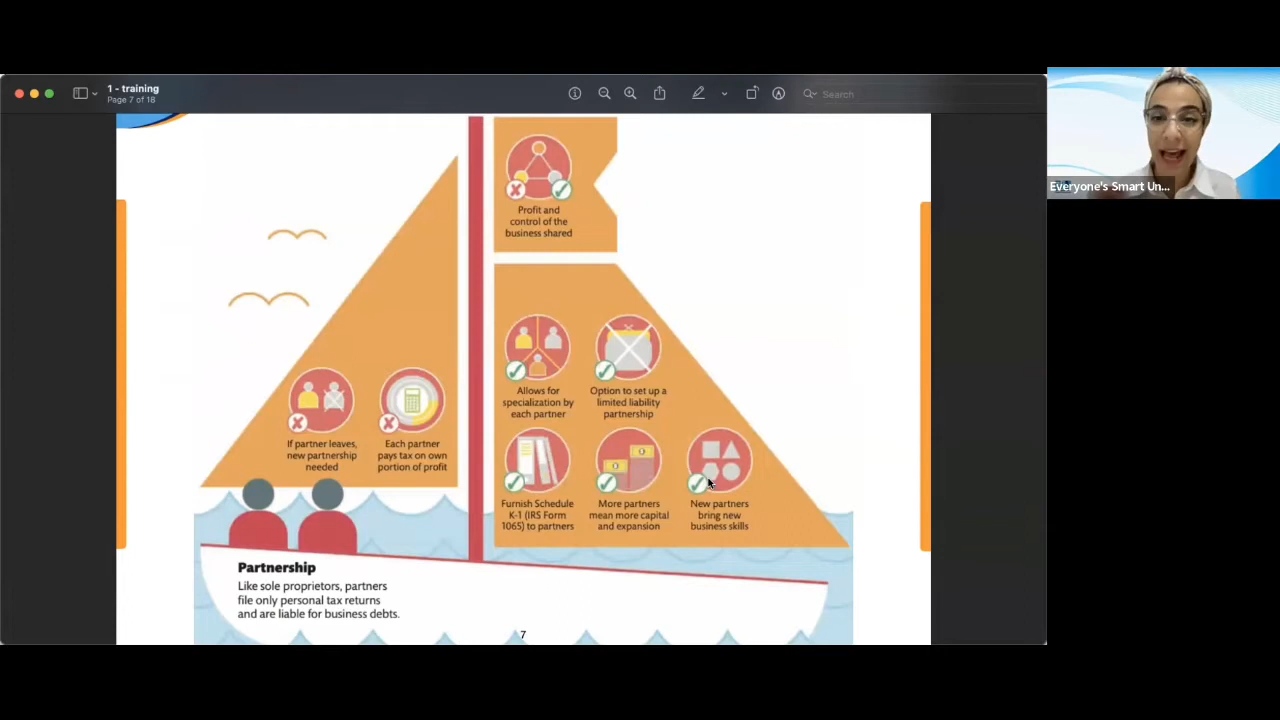 1 - training
Page 7 of 18
Search
Everyone's Smart Un...
Profit and
control of the
business shared
Allows for
specialization by
each partner
Option to set up a
limited liability
partnership
If partner leaves,
new partnership
needed
Each partner
pays tax on own
portion of profit
Furnish Schedule
K-1 (IRS Form
1065) to partners
More partners
mean more capital
and expansion
New partners
bring new
business skills
Partnership
Like sole proprietors, partners
file only personal tax returns
and are liable for business debts.
7